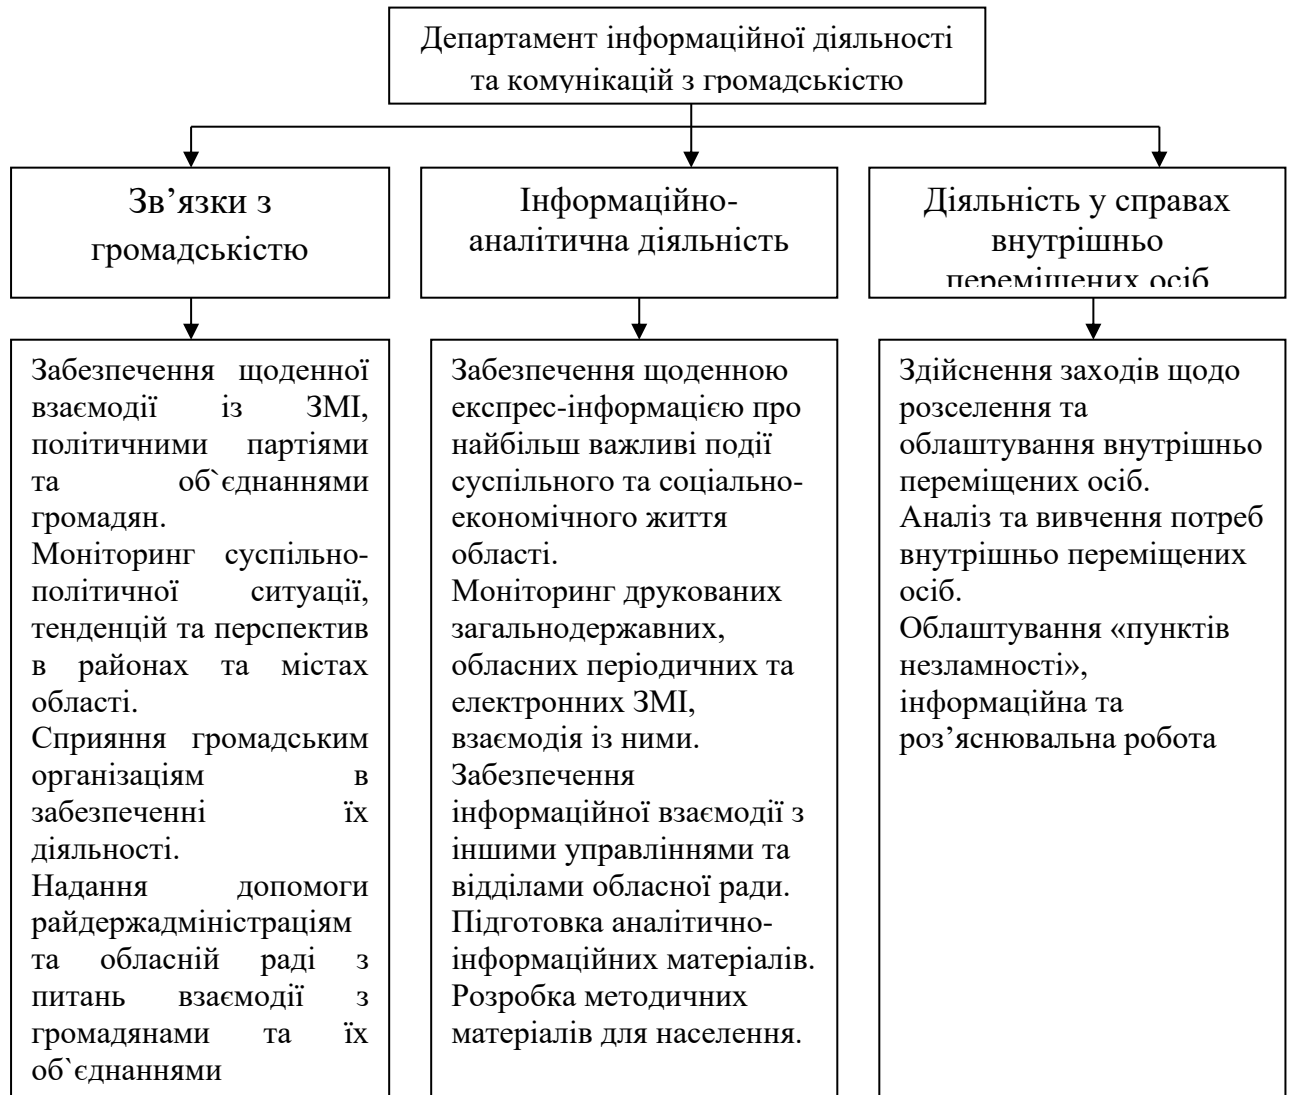 Департамент інформаційної діяльності
та комунікацій з громадськістю
Зв’язки з
громадськістю
Інформаційно-
аналітична діяльність
Діяльність у справах
внутрішньо
переміщених осіб
Забезпечення щоденної
взаємодії із ЗМІ,
політичними партіями
та об`єднаннями
громадян.
Моніторинг суспільно-
політичної ситуації,
тенденцій та перспектив
в районах та містах
області.
Сприяння громадським
організаціям в
забезпеченні їх
діяльності.
Надання допомоги
райдержадміністраціям
та обласній раді з
питань взаємодії з
громадянами та їх
об`єднаннями
Забезпечення щоденною
експрес-інформацією про
найбільш важливі події
суспільного та соціально-
економічного життя
області.
Моніторинг друкованих
загальнодержавних,
обласних періодичних та
електронних ЗМІ,
взаємодія із ними.
Забезпечення
інформаційної взаємодії з
іншими управліннями та
відділами обласної ради.
Підготовка аналітично-
інформаційних матеріалів.
Розробка методичних
матеріалів для населення.
Здійснення заходів щодо
розселення та
облаштування внутрішньо
переміщених осіб.
Аналіз та вивчення потреб
внутрішньо переміщених
осіб.
Облаштування «пунктів
незламності»,
інформаційна та
роз’яснювальна робота